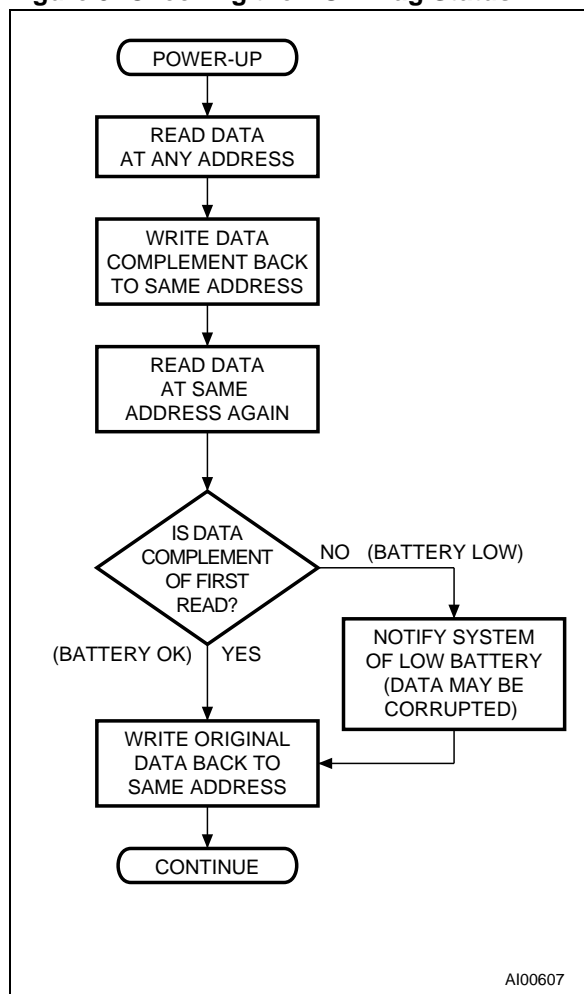 POWER-UP
READ DATA
AT ANY ADDRESS
WRITE DATA
COMPLEMENT BACK
TO SAME ADDRESS
READ DATA
AT SAME
ADDRESS AGAIN
IS DATA
COMPLEMENT
OF FIRST
READ?
NO (BATTERY LOW)
(BATTERY OK) YES
NOTIFY SYSTEM
OF LOW BATTERY
(DATA MAY BE
CORRUPTED)
WRITE ORIGINAL
DATA BACK TO
SAME ADDRESS
CONTINUE
AI00607